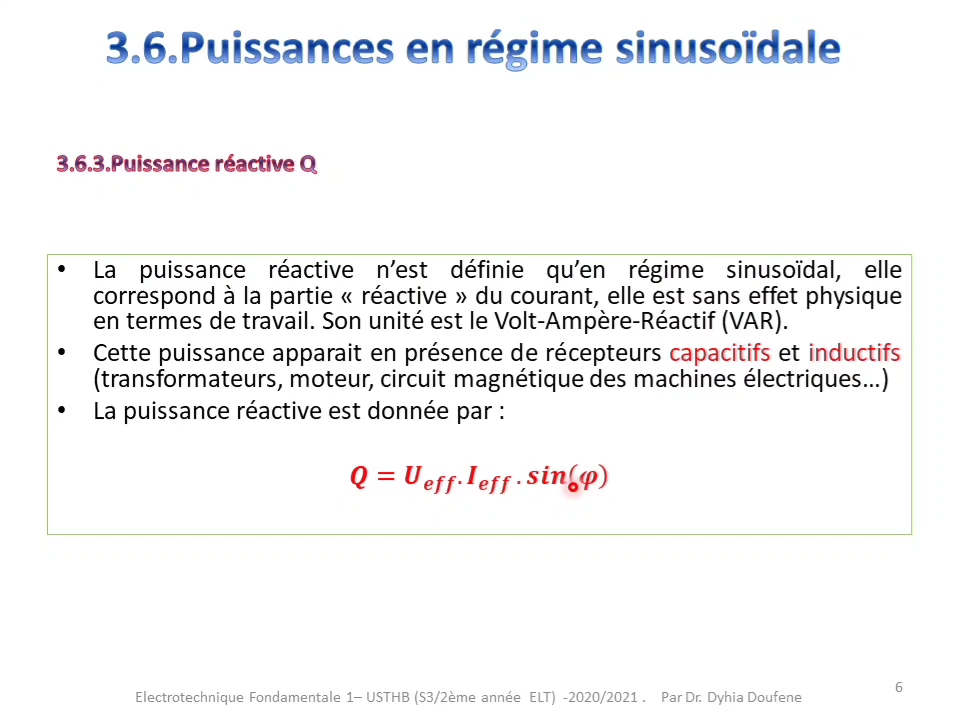 3.6.Puissances en régime sinusoïdale
3.6.3.Puissance réactive Q
• La puissance réactive n’est définie qu’en régime sinusoïdal, elle
correspond à la partie « réactive » du courant, elle est sans effet physique
en termes de travail. Son unité est le Volt-Ampère-Réactif (VAR).
• Cette puissance apparait en présence de récepteurs capacitifs et inductifs
(transformateurs, moteur, circuit magnétique des machines électriques…)
• La puissance réactive est donnée par :
Q = U_eff. I_eff . sin(φ)
Electrotechnique Fondamentale 1– USTHB (S3/2ème année ELT) -2020/2021 . Par Dr. Dyhia Doufene
6